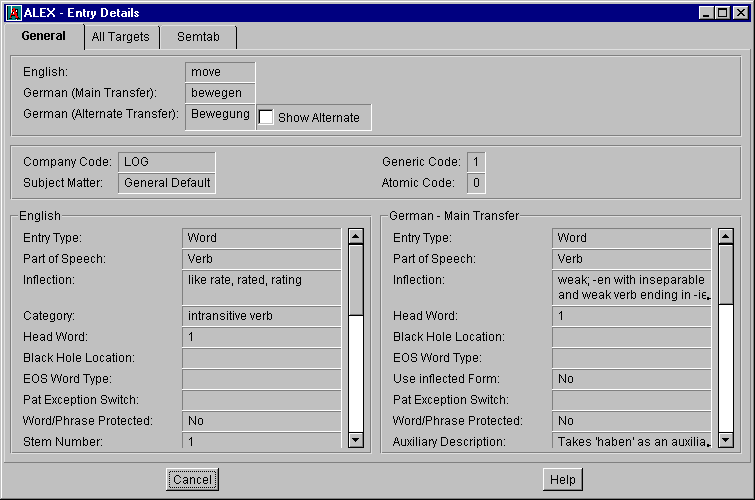 ALEX - Entry Details
General All Targets Semtab
English: move
German (Main Transfer): bewegen
German (Alternate Transfer): Bewegung Show Alternate
Company Code: LOG Generic Code: 1
Subject Matter: General Default Atomic Code: 0
English
Entry Type: Word
Part of Speech: Verb
Inflection: like rate, rated, rating
Category: intransitive verb
Head Word: 1
Black Hole Location:
EOS Word Type:
Pat Exception Switch:
Word/Phrase Protected: No
Stem Number: 1
German - Main Transfer
Entry Type: Word
Part of Speech: Verb
Inflection: weak; -en with inseparable
and weak verb ending in -ie
Head Word: 1
Black Hole Location:
EOS Word Type:
Use inflected Form: No
Pat Exception Switch:
Word/Phrase Protected: No
Auxiliary Description: Takes 'haben' as an auxilia
Cancel Help